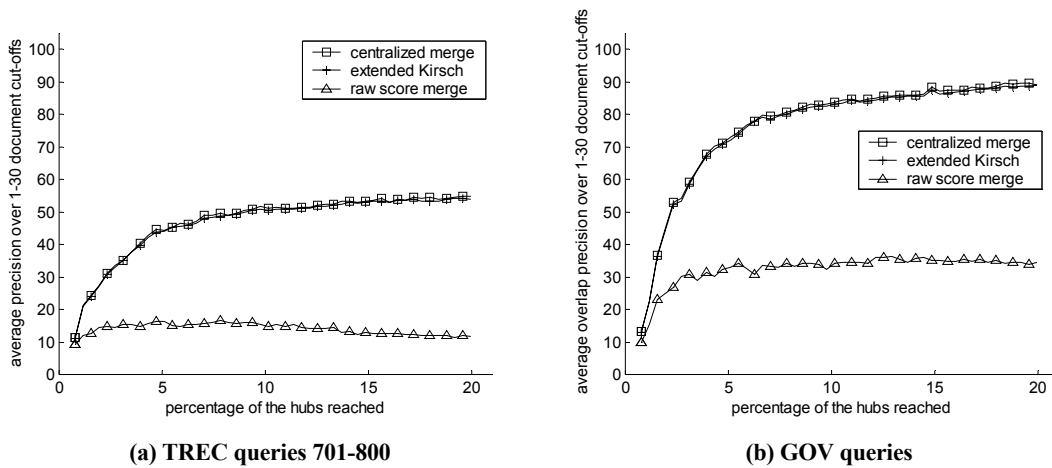 average precision over 1-30 document cut-offs
100
90
80
70
60
50
40
30
20
10
0
centralized merge
extended Kirsch
raw score merge
0
5
10
15
20
percentage of the hubs reached
(a) TREC queries 701-800
average overlap precision over 1-30 document cut-offs
100
90
80
70
60
50
40
30
20
10
0
centralized merge
extended Kirsch
raw score merge
0
5
10
15
20
percentage of the hubs reached
(b) GOV queries